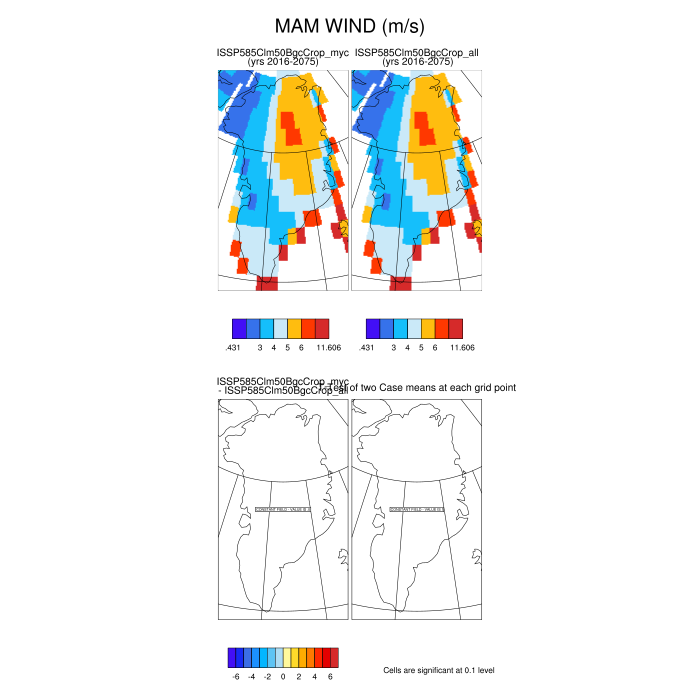 MAM WIND (m/s)
ISSP585Clm50BgcCrop_myc ISSP585Clm50BgcCrop_all
(yrs 2016-2075) (yrs 2016-2075)
.431 3 4 5 6 11.606 .431 3 4 5 6 11.606
ISSP585Clm50BgcCrop_myc
- ISSP585Clm50BgcCrop_all
T-Test of two Case means at each grid point
CONSTANT FIELD - VALUE IS 0 CONSTANT FIELD - VALUE IS
-6 -4 -2 0 2 4 6
Cells are significant at 0.1 level